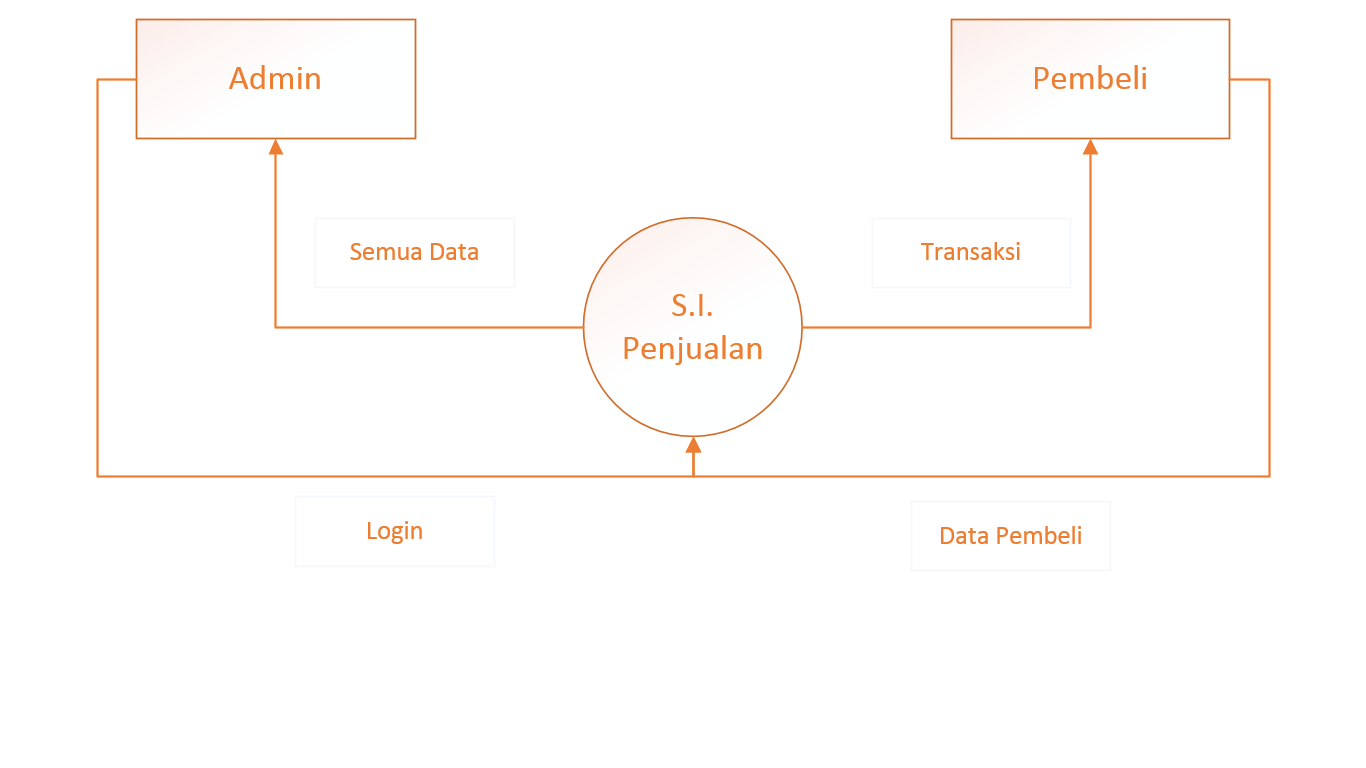 Admin
Pembeli
Semua Data
Transaksi
S.I.
Penjualan
Login
Data Pembeli